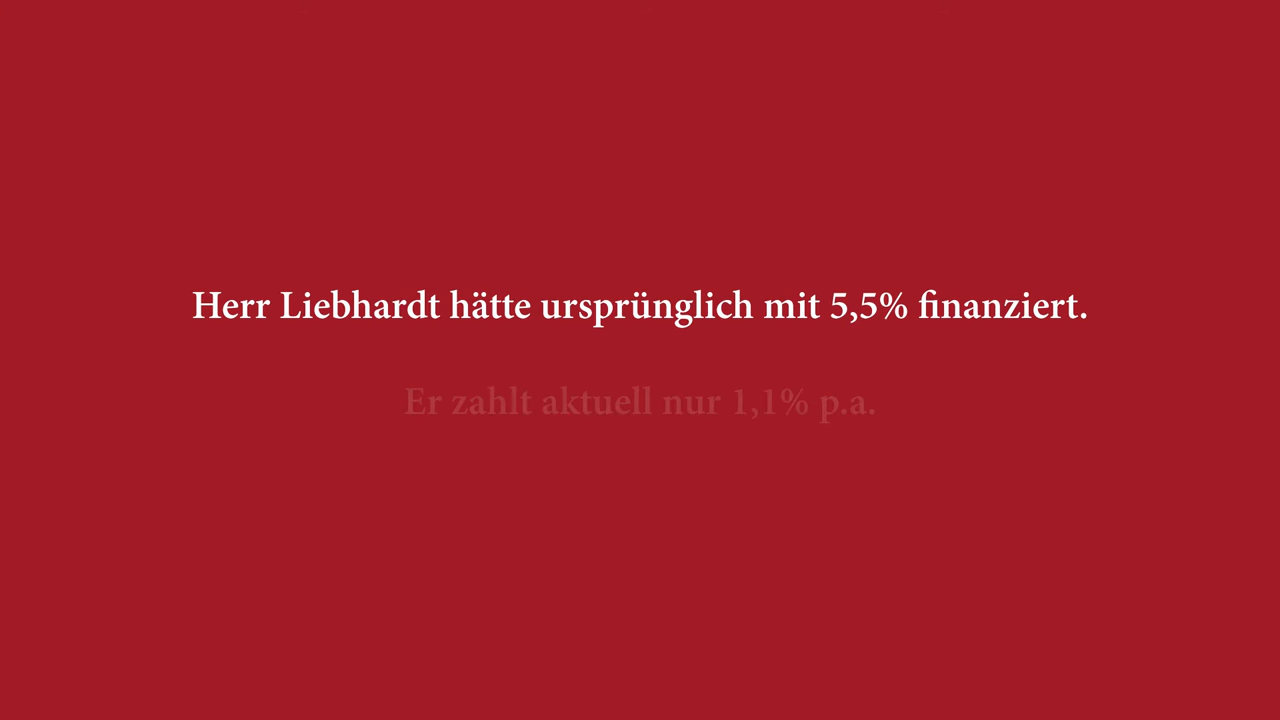 Herr Liebhardt hätte ursprünglich mit 5,5% finanziert.
Er zahlt aktuell nur 1,1% p.a.